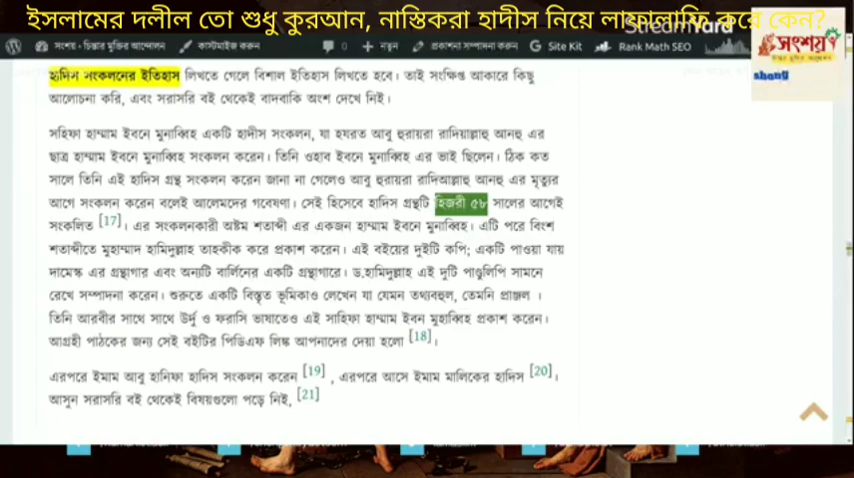 ইসলামের দলীল তো শুধু কুরআন, নাস্তিকরা হাদীস নিয়ে লাফালাফি করে কেন?
StreamYard
সংশয় - চিন্তার মুক্তির আন্দোলন কাস্টমাইজ করুন 0 + নতুন প্রকাশনা সম্পাদনা করুন Site Kit Rank Math SEO
সংশয়
shong
হাদিস সংকলনের ইতিহাস লিখতে গেলে বিশাল ইতিহাস লিখতে হবে। তাই সংক্ষিপ্ত আকারে কিছু
আলোচনা করি, এবং সরাসরি বই থেকেই বাদবাকি অংশ দেখে নিই।
সহিফা হাম্মাম ইবনে মুনাব্বিহ একটি হাদীস সংকলন, যা হযরত আবু হুরায়রা রাদিয়াল্লাহু আনহু এর
ছাত্র হাম্মাম ইবনে মুনাব্বিহ সংকলন করেন। তিনি ওহাব ইবনে মুনাব্বিহ এর ভাই ছিলেন। ঠিক কত
সালে তিনি এই হাদিস গ্রন্থ সংকলন করেন জানা না গেলেও আবু হুরায়রা রাদিআল্লাহু আনহু এর মৃত্যুর
আগে সংকলন করেন বলেই আলেমদের গবেষণা। সেই হিসেবে হাদিস গ্রন্থটি হিজরী ৫৮ সালের আগেই
সংকলিত [17]। এর সংকলনকারী অষ্টম শতাব্দী এর একজন হাম্মাম ইবনে মুনাব্বিহ। এটি পরে বিংশ
শতাব্দীতে মুহাম্মাদ হামিদুল্লাহ তাহকীক করে প্রকাশ করেন। এই বইয়ের দুইটি কপি; একটি পাওয়া যায়
দামেস্ক এর গ্রন্থাগার এবং অন্যটি বার্লিনের একটি গ্রন্থাগারে। ড.হামিদুল্লাহ এই দুটি পাণ্ডুলিপি সামনে
রেখে সম্পাদনা করেন। শুরুতে একটি বিস্তৃত ভূমিকাও লেখেন যা যেমন তথ্যবহুল, তেমনি প্রাঞ্জল ।
তিনি আরবীর সাথে সাথে উর্দু ও ফরাসি ভাষাতেও এই সাহিফা হাম্মাম ইবন মুহাব্বিহ প্রকাশ করেন।
আগ্রহী পাঠকের জন্য সেই বইটির পিডিএফ লিঙ্ক আপনাদের দেয়া হলো [18]।
এরপরে ইমাম আবু হানিফা হাদিস সংকলন করেন [19] , এরপরে আসে ইমাম মালিকের হাদিস [20]।
আসুন সরাসরি বই থেকেই বিষয়গুলো পড়ে নিই, [21]